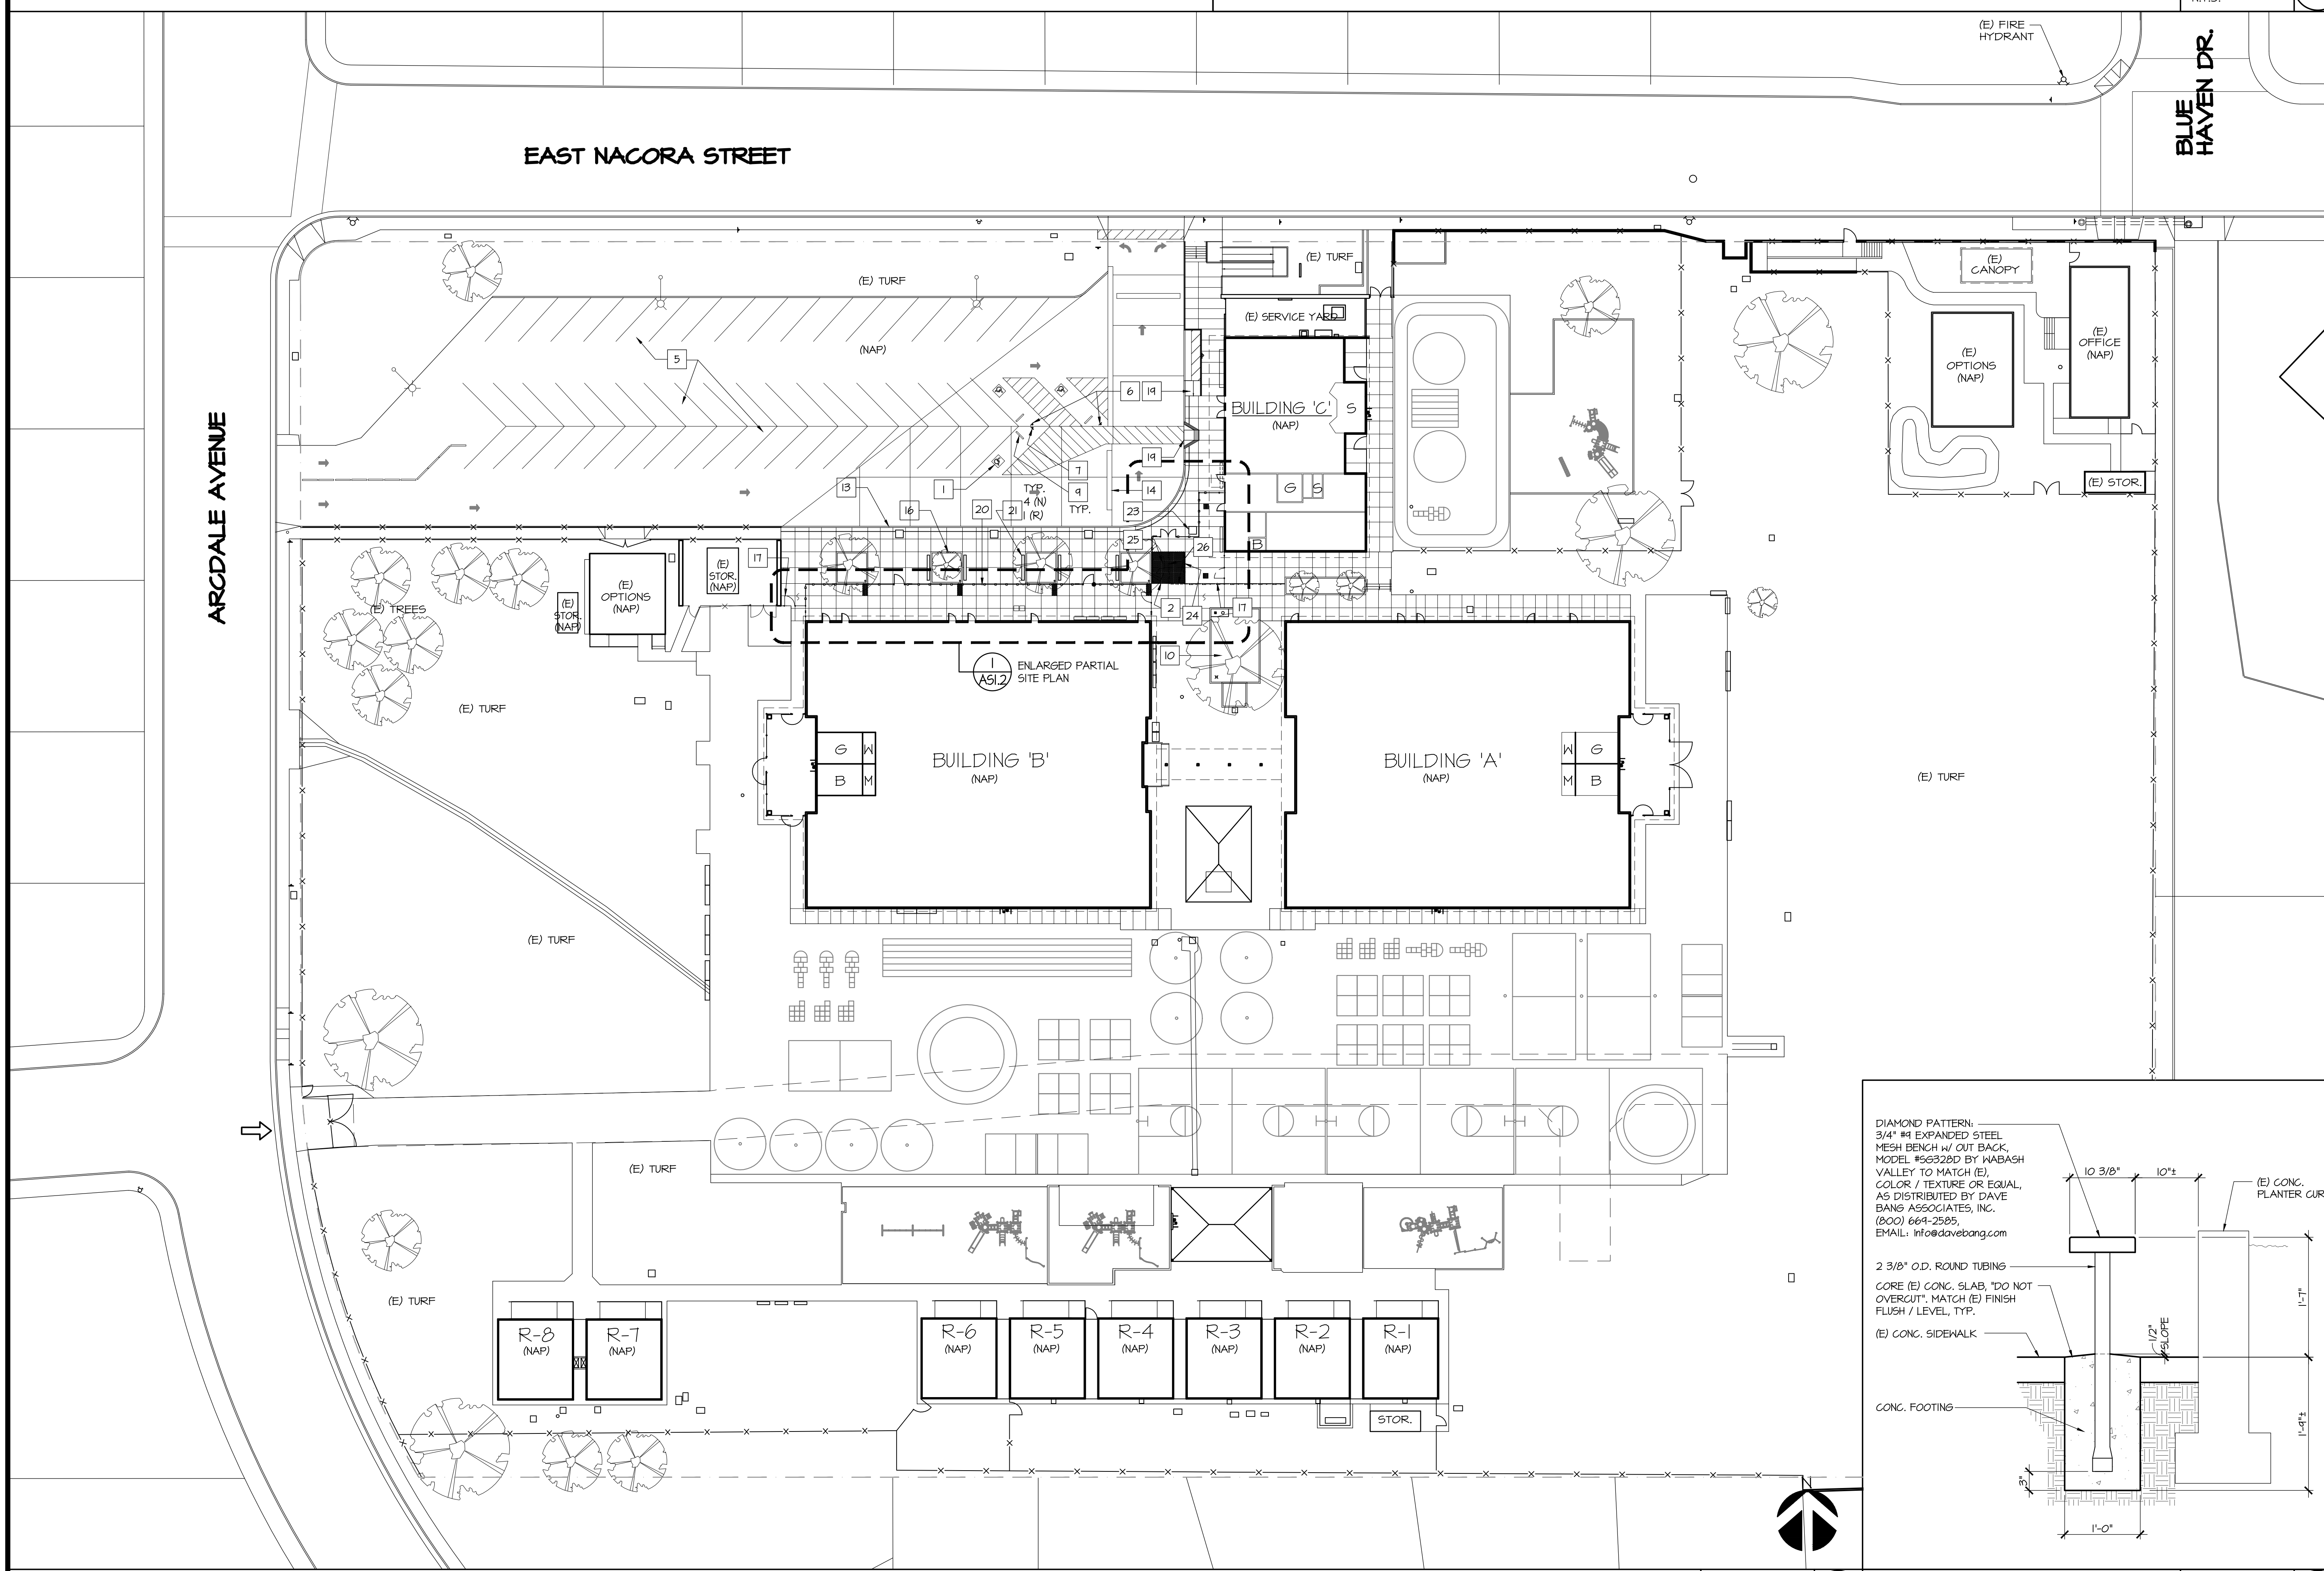 (E) FIRE
HYDRANT
BLUE
HAVEN DR.
EAST NACORA STREET
ARCDALE AVENUE
(E) TURF
(E) TURF
(E) SERVICE YARD
(E)
CANOPY
(E)
OFFICE
(NAP)
(E)
OPTIONS
(NAP)
(E) STOR.
(NAP)
5
6
19
BUILDING 'C'
(NAP)
S
19
7
1
9
TYP.
4 (N)
1 (R)
TYP.
14
13
16
20
21
23
25
26
G
S
B
17
(E)
STOR.
(NAP)
(E)
OPTIONS
(NAP)
(E)
STOR.
(NAP)
(E) TREES
2
24
17
10
1
AS1.2
ENLARGED PARTIAL
SITE PLAN
(E) TURF
G
W
B
M
BUILDING 'B'
(NAP)
BUILDING 'A'
(NAP)
W
G
M
B
(E) TURF
(E) TURF
(E) TURF
(E) TURF
R-8
(NAP)
R-7
(NAP)
R-6
(NAP)
R-5
(NAP)
R-4
(NAP)
R-3
(NAP)
R-2
(NAP)
R-1
(NAP)
STOR.
N
DIAMOND PATTERN:
3/4" #9 EXPANDED STEEL
MESH BENCH w/ OUT BACK,
MODEL #SG328D BY WABASH
VALLEY TO MATCH (E),
COLOR / TEXTURE OR EQUAL,
AS DISTRIBUTED BY DAVE
BANG ASSOCIATES, INC.
(800) 669-2585,
EMAIL: Info@davebang.com
2 3/8" O.D. ROUND TUBING
CORE (E) CONC. SLAB, "DO NOT
OVERCUT". MATCH (E) FINISH
FLUSH / LEVEL, TYP.
(E) CONC. SIDEWALK
CONC. FOOTING
10 3/8"
10"±
(E) CONC.
PLANTER CUR
1'-7"
1/2"
SLOPE
1'-9"±
3"
1'-0"